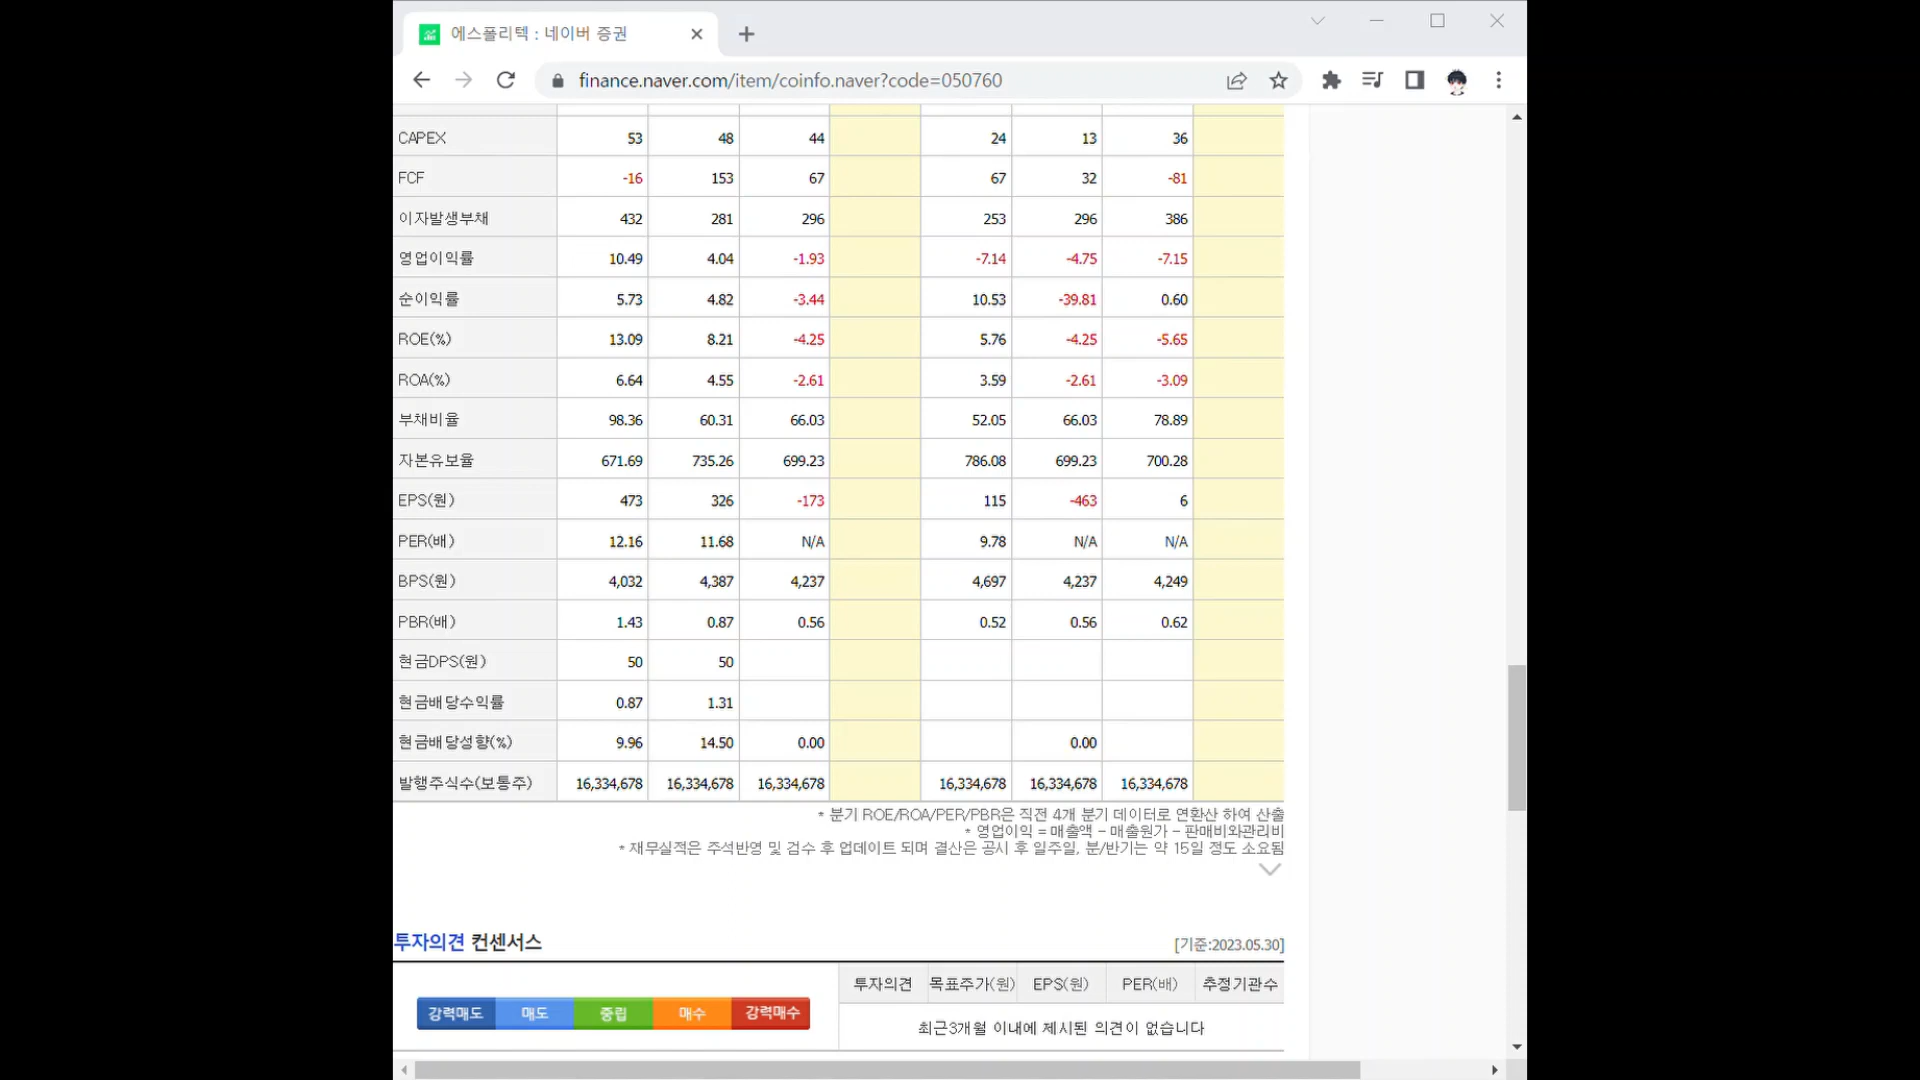 에스폴리텍 : 네이버 증권
finance.naver.com/item/coinfo.naver?code=050760
CAPEX 53 48 44 24 13 36
FCF -16 153 67 67 32 -81
이자발생부채 432 281 296 253 296 386
영업이익률 10.49 4.04 -1.93 -7.14 -4.75 -7.15
순이익률 5.73 4.82 -3.44 10.53 -39.81 0.60
ROE(%) 13.09 8.21 -4.25 5.76 -4.25 -5.65
ROA(%) 6.64 4.55 -2.61 3.59 -2.61 -3.09
부채비율 98.36 60.31 66.03 52.05 66.03 78.89
자본유보율 671.69 735.26 699.23 786.08 699.23 700.28
EPS(원) 473 326 -173 115 -463 6
PER(배) 12.16 11.68 N/A 9.78 N/A N/A
BPS(원) 4,032 4,387 4,237 4,697 4,237 4,249
PBR(배) 1.43 0.87 0.56 0.52 0.56 0.62
현금DPS(원) 50 50
현금배당수익률 0.87 1.31
현금배당성향(%) 9.96 14.50 0.00 0.00
발행주식수(보통주) 16,334,678 16,334,678 16,334,678 16,334,678 16,334,678 16,334,678
* 분기 ROE/ROA/PER/PBR은 직전 4개 분기 데이터로 연환산 하여 산출
* 영업이익 = 매출액 - 매출원가 - 판매비와관리비
* 재무실적은 주석반영 및 검수 후 업데이트 되며 결산은 공시 후 일주일, 분/반기는 약 15일 정도 소요됨
투자의견 컨센서스 [기준:2023.05.30]
투자의견 목표주가(원) EPS(원) PER(배) 추정기관수
강력매도 매도 중립 매수 강력매수
최근3개월 이내에 제시된 의견이 없습니다